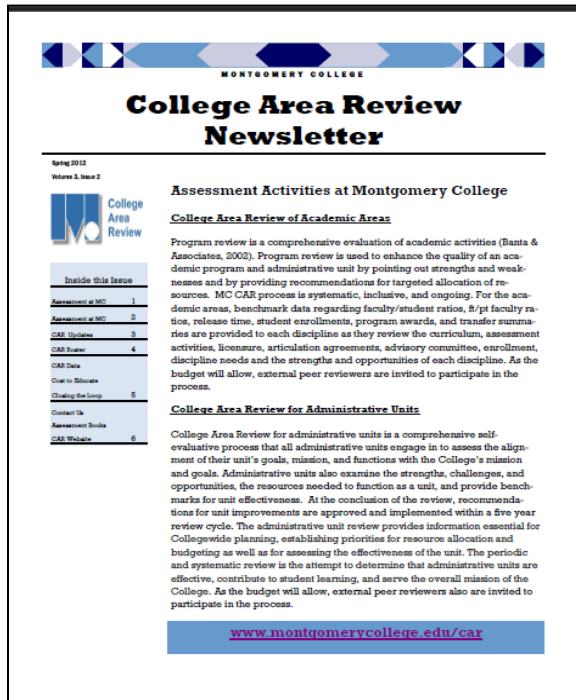 MONTGOMERY COLLEGE
College Area Review
Newsletter
Spring 2012
Volume 3, Issue 2
College
Area
Review
Inside this Issue
Assessment at MC 1
Assessment at MC 2
CAR Updates 3
CAR Roster 4
CAR Data
Cost to Educate
Closing the Loop 5
Contact Us
Assessment Books
CAR Website 6
Assessment Activities at Montgomery College
College Area Review of Academic Areas
Program review is a comprehensive evaluation of academic activities (Banta &
Associates, 2002). Program review is used to enhance the quality of an aca-
demic program and administrative unit by pointing out strengths and weak-
nesses and by providing recommendations for targeted allocation of re-
sources. MC CAR process is systematic, inclusive, and ongoing. For the aca-
demic areas, benchmark data regarding faculty/student ratios, ft/pt faculty ra-
tios, release time, student enrollments, program awards, and transfer summa-
ries are provided to each discipline as they review the curriculum, assessment
activities, licensure, articulation agreements, advisory committee, enrollment,
discipline needs and the strengths and opportunities of each discipline. As the
budget will allow, external peer reviewers are invited to participate in the
process.
College Area Review for Administrative Units
College Area Review for administrative units is a comprehensive self-
evaluative process that all administrative units engage in to assess the align-
ment of their unit's goals, mission, and functions with the College's mission
and goals. Administrative units also examine the strengths, challenges, and
opportunities, the resources needed to function as a unit, and provide bench-
marks for unit effectiveness. At the conclusion of the review, recommenda-
tions for unit improvements are approved and implemented within a five year
review cycle. The administrative unit review provides information essential for
Collegewide planning, establishing priorities for resource allocation and
budgeting as well as for assessing the effectiveness of the unit. The periodic
and systematic review is the attempt to determine that administrative units are
effective, contribute to student learning, and serve the overall mission of the
College. As the budget will allow, external peer reviewers also are invited to
participate in the process.
www.montgomerycollege.edu/car